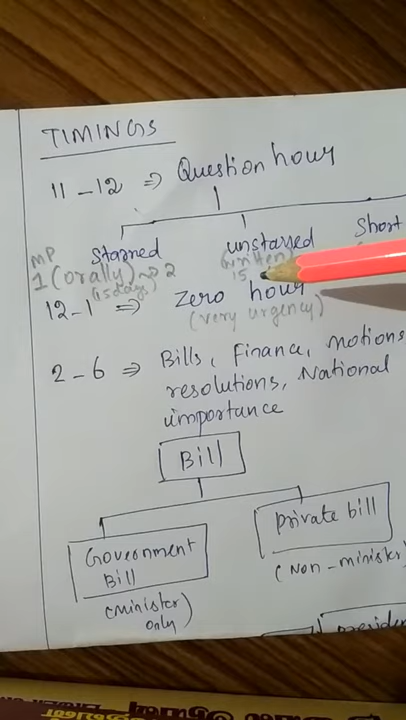 TIMINGS
11-12 ⇒ Question hour
Starred unstarred Short
MP (written)
1 (orally) → 2 15
(15 days)
12-1 ⇒ Zero hour
(very urgency)
2-6 ⇒ Bills, Finance, motions
resolutions, National
importance
Bill
Government private bill
Bill (Non-minister)
(Minister
only)